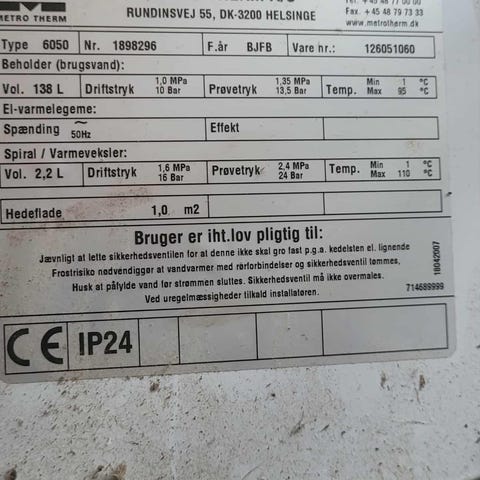 METRO THERM
RUNDINSVEJ 55, DK-3200 HELSINGE
Fax. +45 48 79 73 33
www.metrotherm.dk
Type 6050 Nr. 1898296 F.år BJFB Vare nr.: 126051060
Beholder (brugsvand):
Vol. 138 L Driftstryk 1,0 MPa 10 Bar Prøvetryk 1,35 MPa 13,5 Bar Temp. Min 1 °C Max 95 °C
El-varmelegeme:
Spænding ~ 50Hz Effekt
Spiral / Varmeveksler:
Vol. 2,2 L Driftstryk 1,6 MPa 16 Bar Prøvetryk 2,4 MPa 24 Bar Temp. Min 1 °C Max 110 °C
Hedeflade 1,0 m2
Bruger er iht.lov pligtig til:
Jævnligt at lette sikkerhedsventilen for at denne ikke skal gro fast p.g.a. kedelsten el. lignende
Frostrisiko nødvendiggør at vandvarmer med rørforbindelser og sikkerhedsventil tømmes,
Husk at påfylde vand før strømmen sluttes. Sikkerhedsventil må ikke overmales.
Ved uregelmæssigheder tilkald installatøren.
18042007
714689999
CE IP24